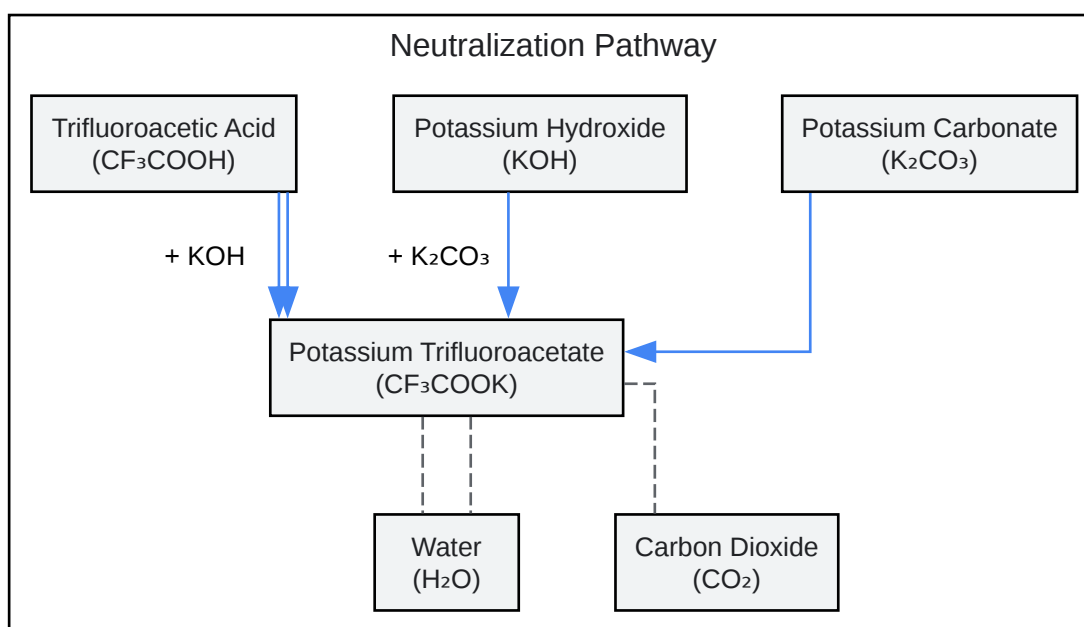 Neutralization Pathway
Trifluoroacetic Acid
(CF₃COOH)
Potassium Hydroxide
(KOH)
Potassium Carbonate
(K₂CO₃)
+ KOH
+ K₂CO₃
Potassium Trifluoroacetate
(CF₃COOK)
Water
(H₂O)
Carbon Dioxide
(CO₂)